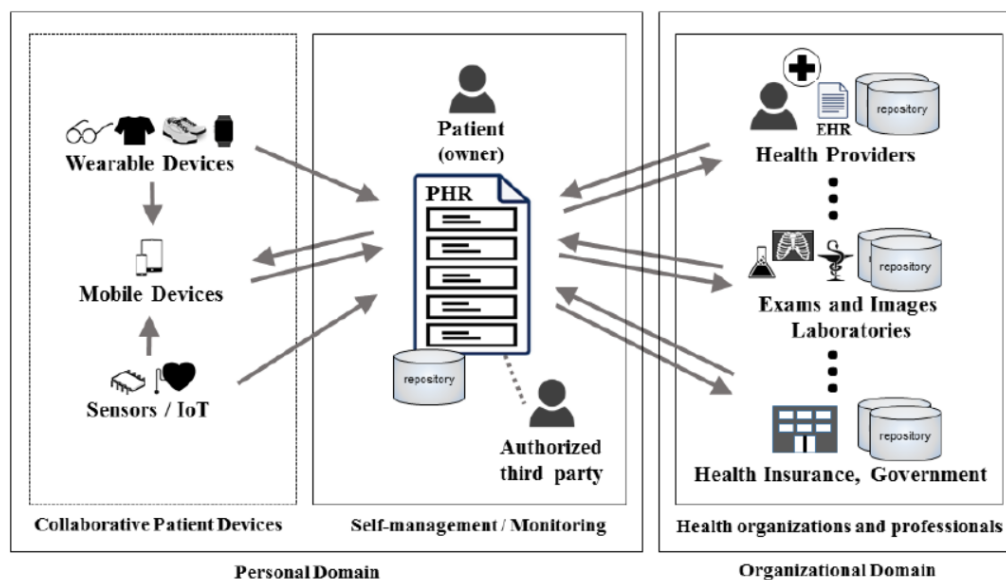 Wearable Devices
Mobile Devices
Sensors / IoT
Collaborative Patient Devices
Patient
(owner)
PHR
repository
Authorized
third party
Self-management / Monitoring
Personal Domain
EHR
repository
Health Providers
repository
Exams and Images
Laboratories
repository
Health Insurance, Government
Health organizations and professionals
Organizational Domain